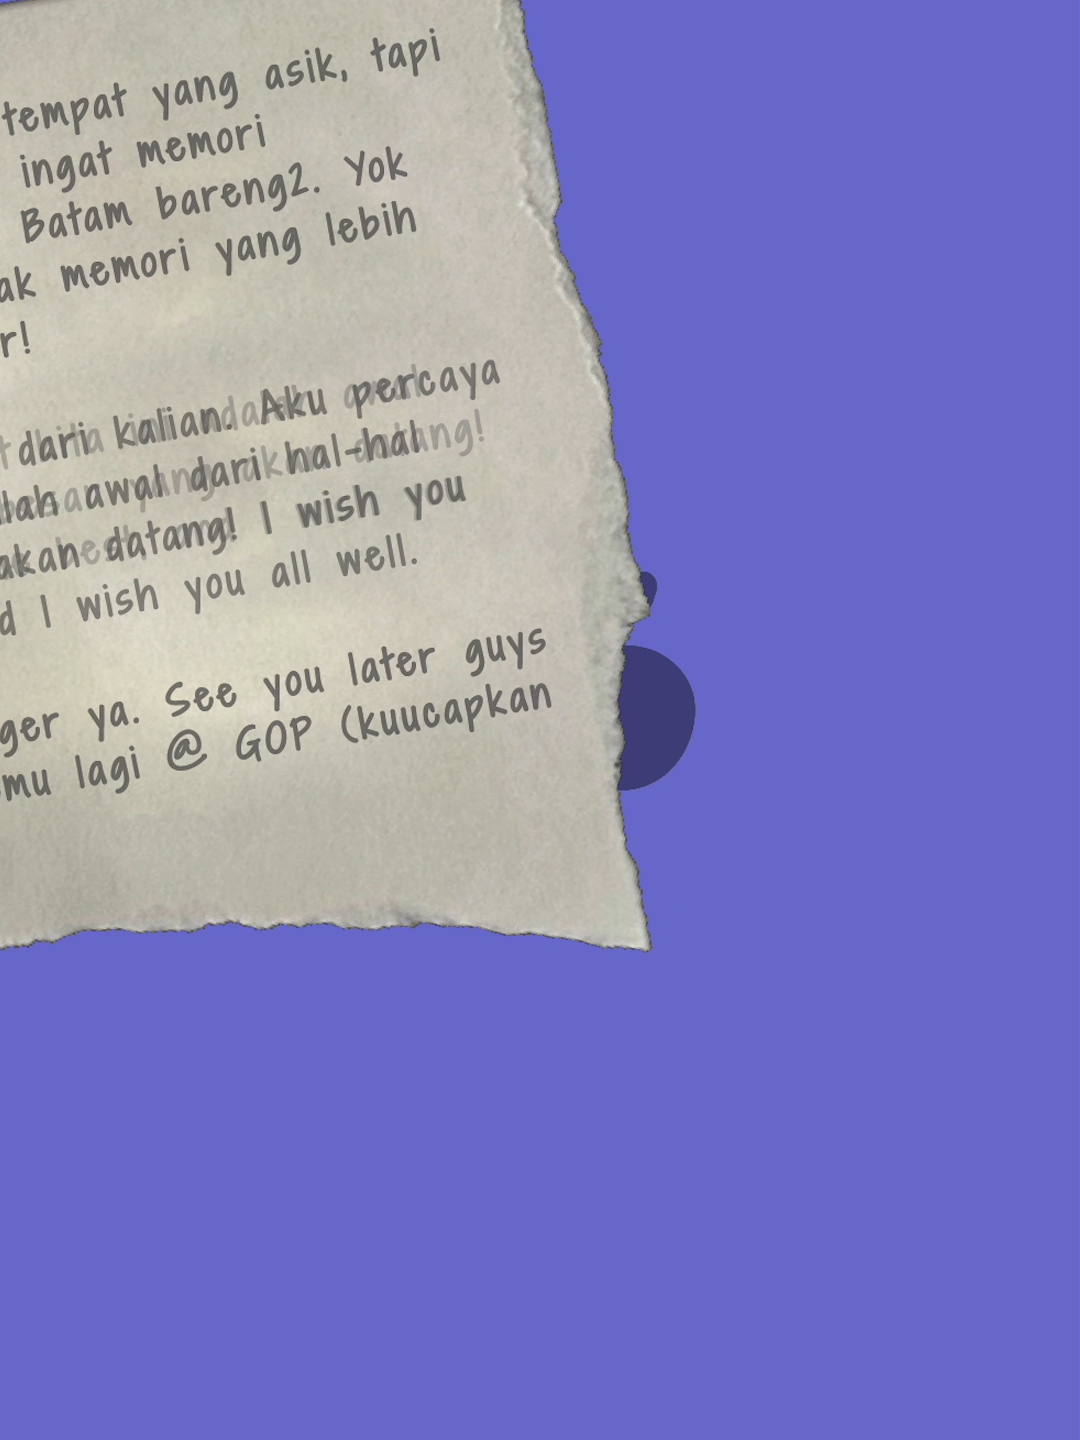 tempat yang asik, tapi
ingat memori
Batam bareng2. Yok
ak memori yang lebih
r!
dari kalian. Aku percaya
lah awal dari hal-hal
akan datang! I wish you
d I wish you all well.
ger ya. See you later guys
mu lagi @ GOP (kuucapkan